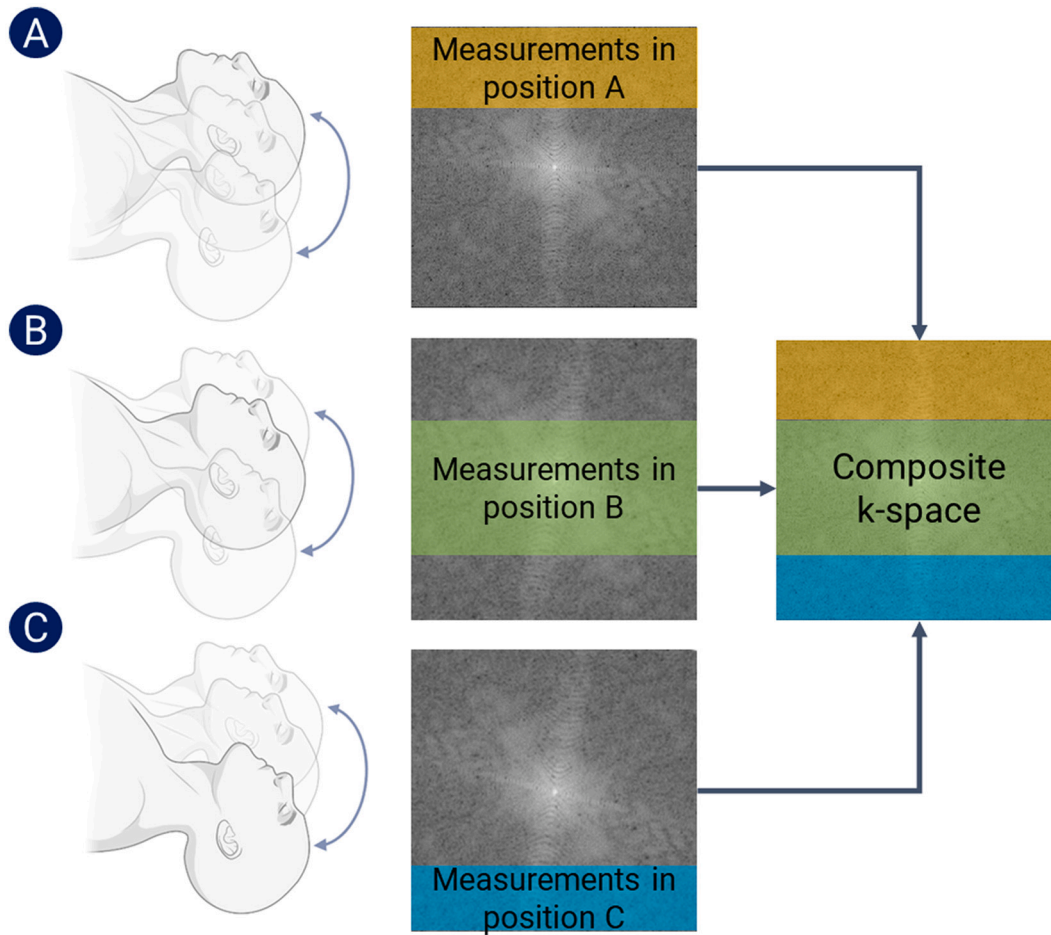 A
Measurements in
position A
B
Measurements in
position B
Composite
k-space
C
Measurements in
position C